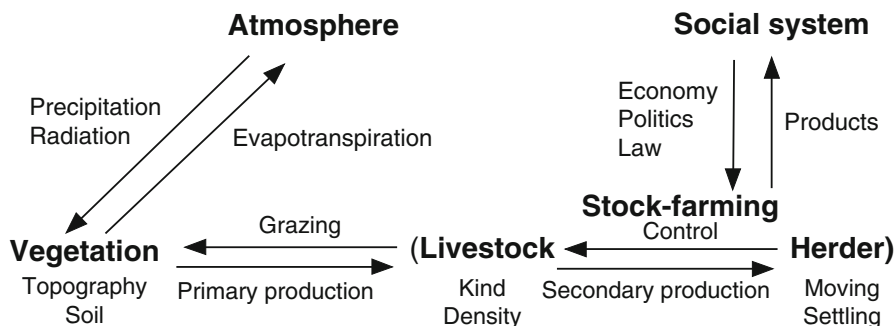 Atmosphere
Social system
Precipitation
Radiation
Evapotranspiration
Economy
Politics
Law
Products
Stock-farming
Vegetation
Grazing
(Livestock
Control
Herder)
Topography
Soil
Primary production
Kind
Density
Secondary production
Moving
Settling